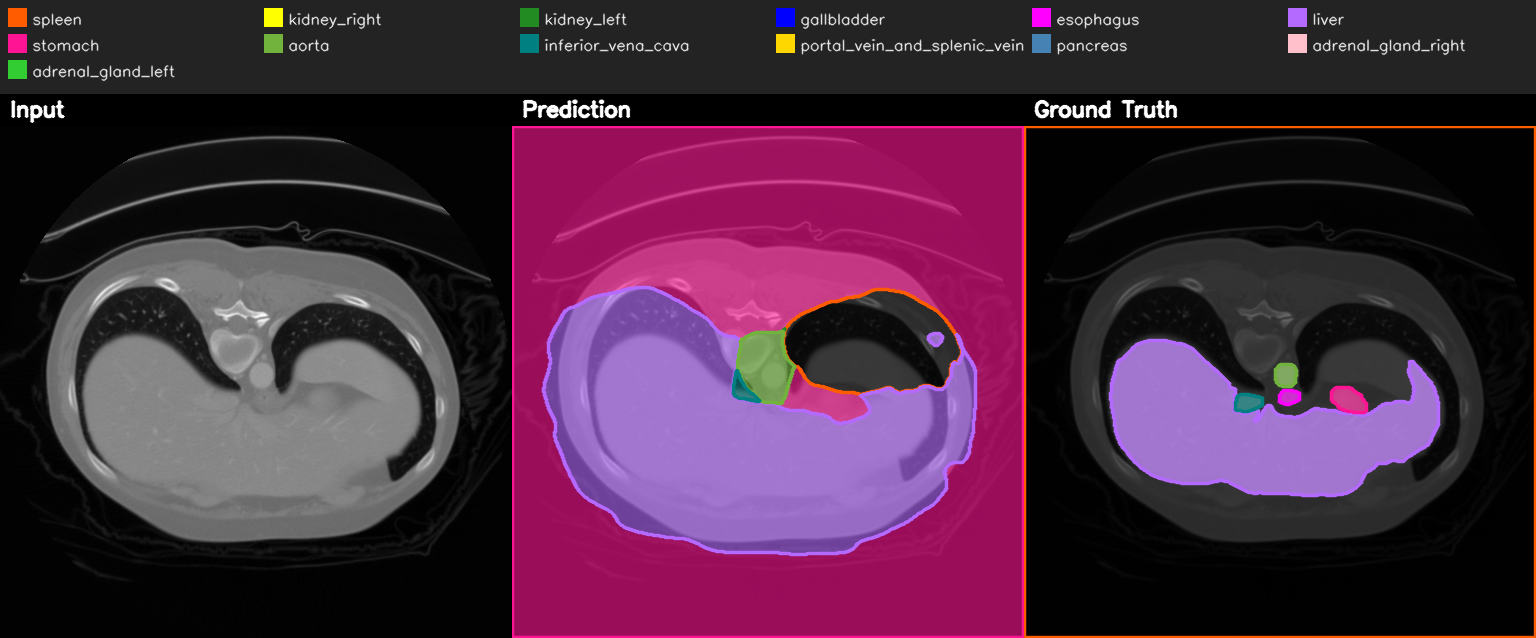 spleen kidney_right kidney_left gallbladder esophagus liver
stomach aorta inferior_vena_cava portal_vein_and_splenic_vein pancreas adrenal_gland_right
adrenal_gland_left
Input Prediction Ground Truth